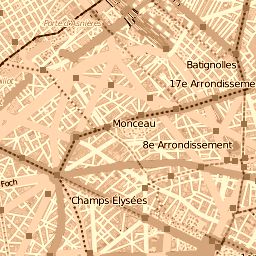 Porte d'Asnières
Batignolles
17e Arrondisseme
Monceau
8e Arrondissement
Foch
Champs Élysées